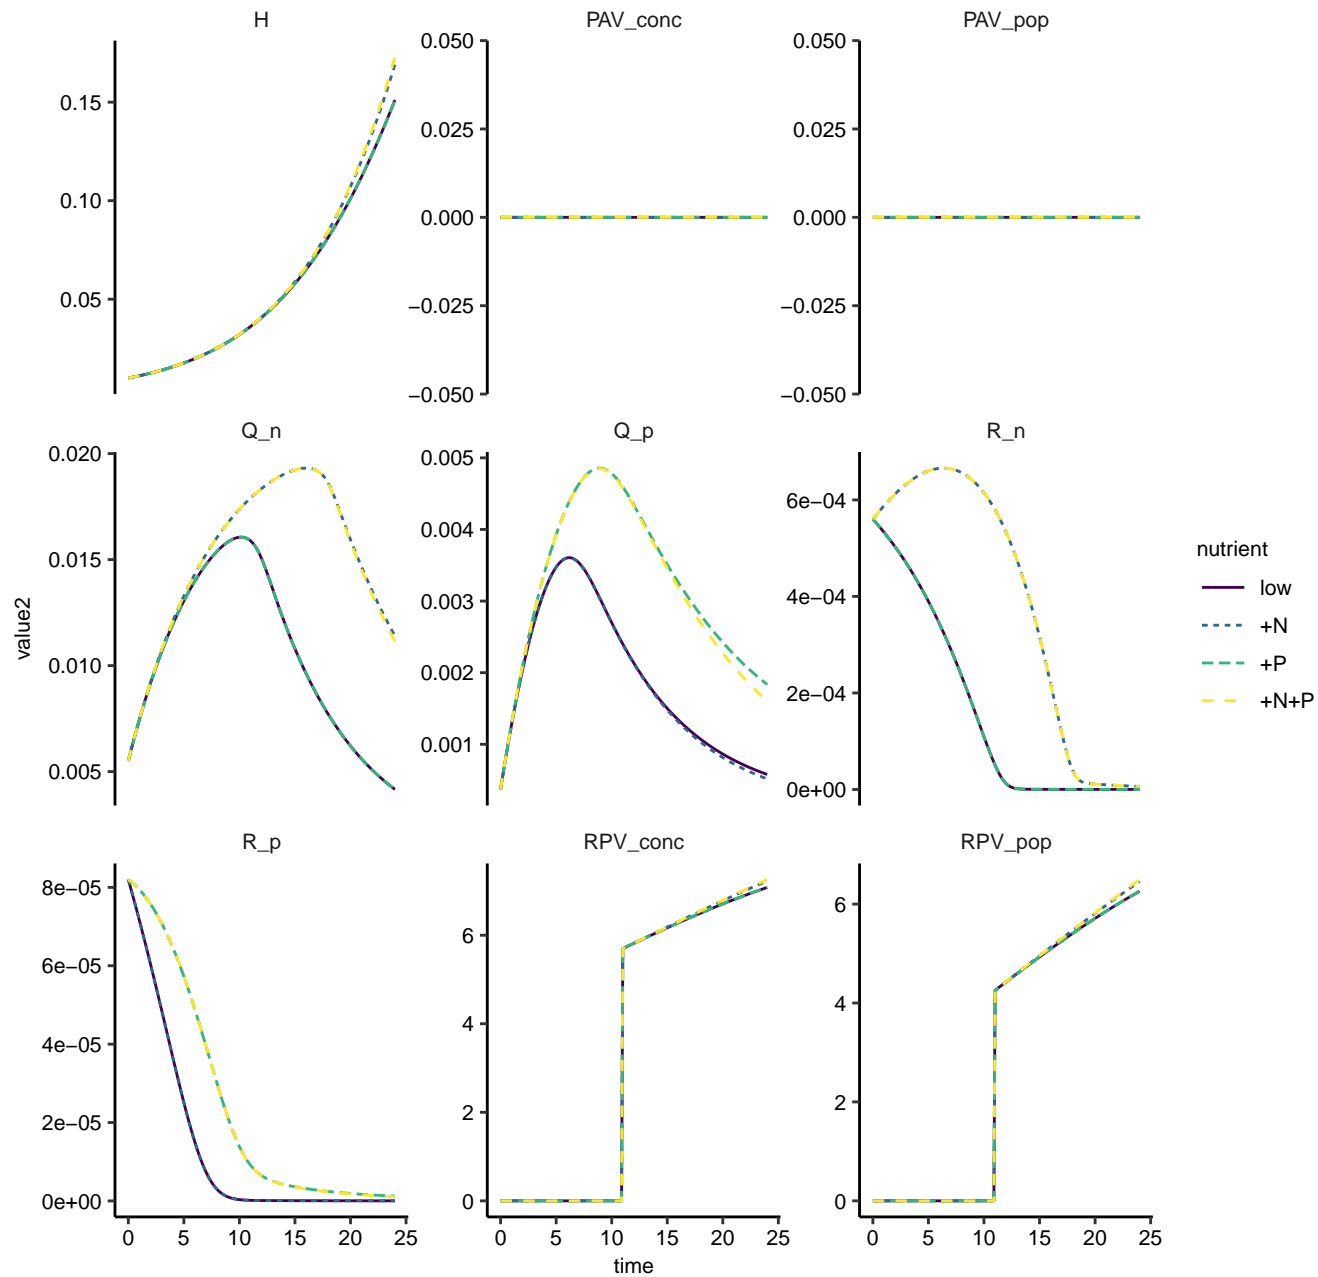 H
PAV_conc
PAV_pop
0.15
0.10
0.05
0.050
0.025
0.000
−0.025
−0.050
0.050
0.025
0.000
−0.025
−0.050
Q_n
Q_p
R_n
0.020
0.015
0.010
0.005
0.005
0.004
0.003
0.002
0.001
6e−04
4e−04
2e−04
0e+00
value2
nutrient
low
+N
+P
+N+P
R_p
RPV_conc
RPV_pop
8e−05
6e−05
4e−05
2e−05
0e+00
6
4
2
0
6
4
2
0
0 5 10 15 20 25
0 5 10 15 20 25
0 5 10 15 20 25
time